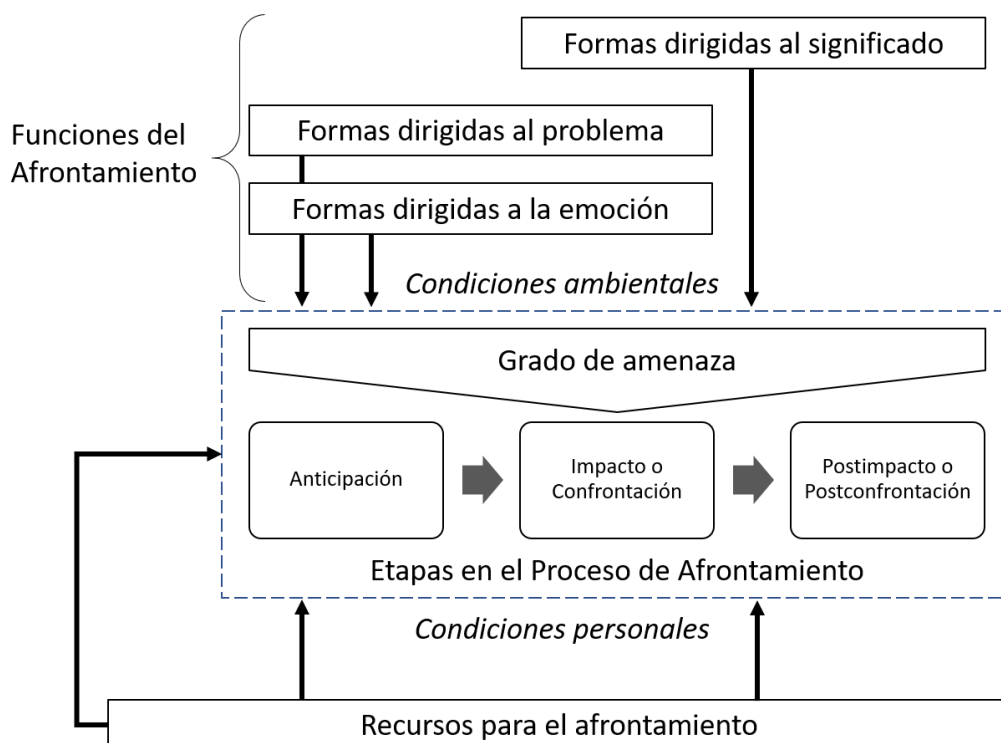 Formas dirigidas al significado
Funciones del
Afrontamiento
Formas dirigidas al problema
Formas dirigidas a la emoción
Condiciones ambientales
Grado de amenaza
Anticipación
Impacto o
Confrontación
Postimpacto o
Postconfrontación
Etapas en el Proceso de Afrontamiento
Condiciones personales
Recursos para el afrontamiento